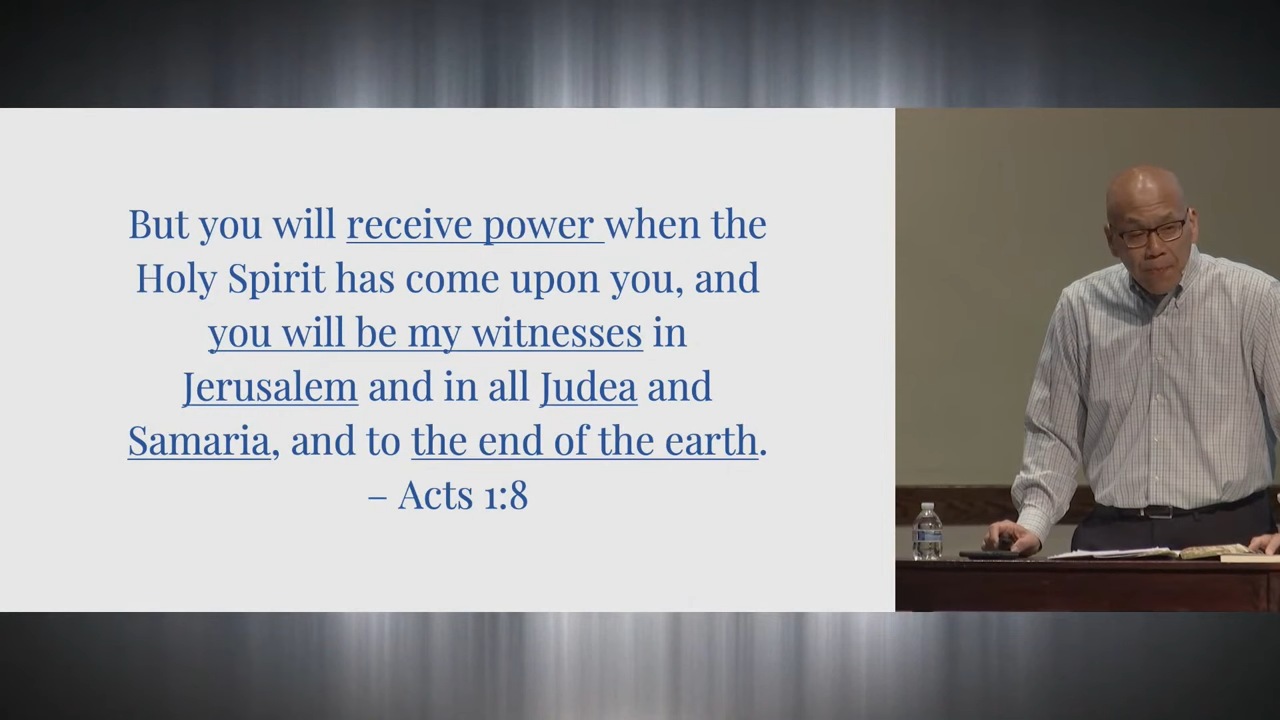 But you will receive power when the
Holy Spirit has come upon you, and
you will be my witnesses in
Jerusalem and in all Judea and
Samaria, and to the end of the earth.
– Acts 1:8